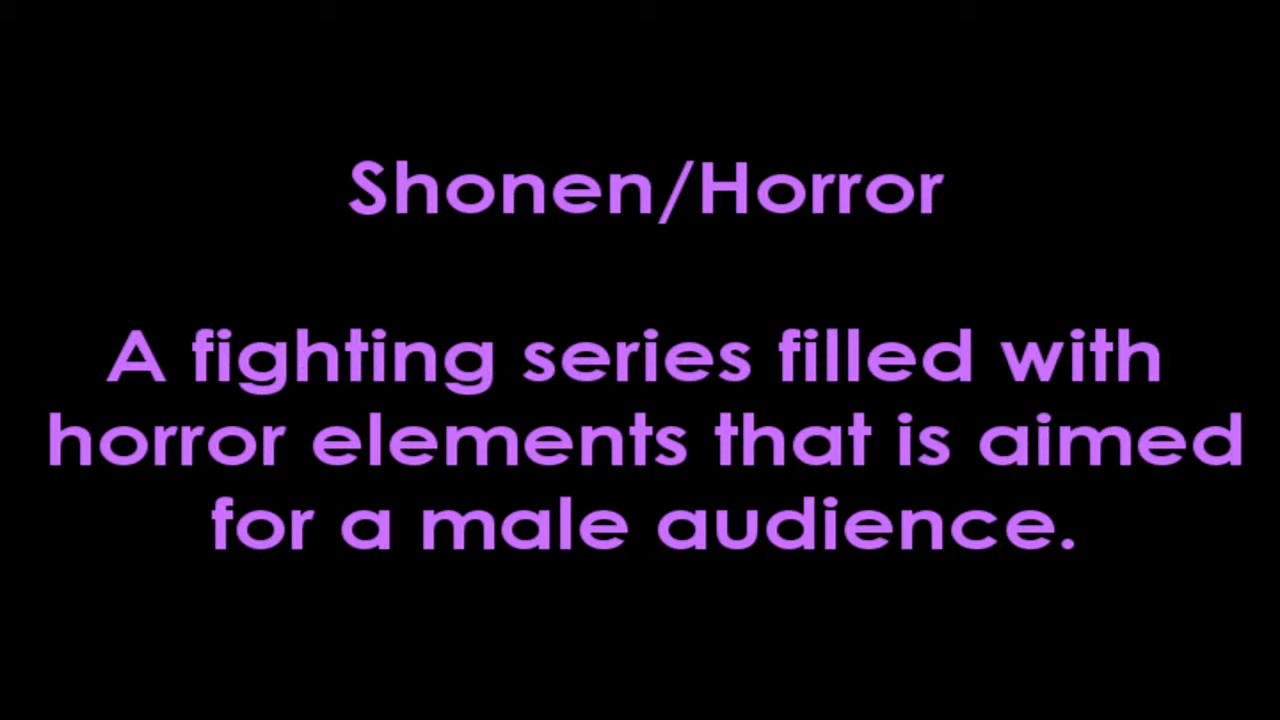 Shonen/Horror
A fighting series filled with
horror elements that is aimed
for a male audience.